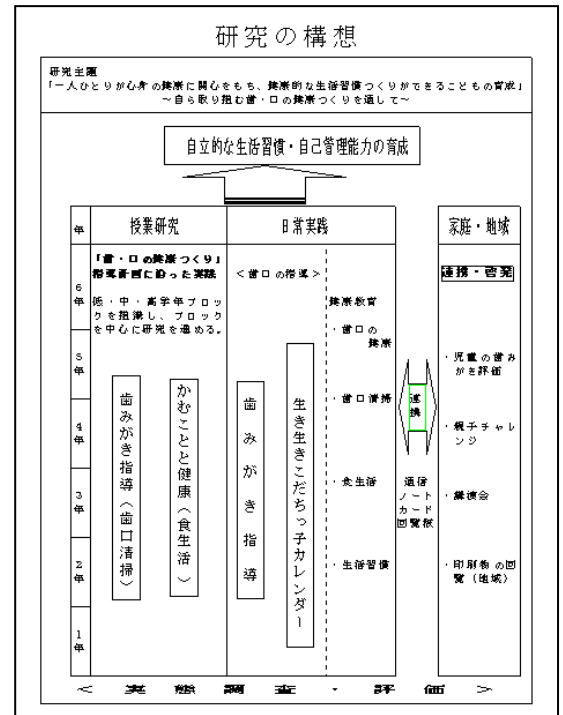 研究の構想
研究主題
「一人ひとりが心身の健康に関心をもち、健康的な生活習慣つくりができるこどもの育成」
～自ら取り組む歯・口の健康つくりを通して～
自立的な生活習慣・自己管理能力の育成
年
授業研究
日常実践
家庭・地域
6年
5年
4年
3年
2年
1年
「歯・口の健康つくり」
指導計画に沿った実践
低・中・高学年ブロッ
クを組織し、ブロック
を中心に研究を進める。
歯みがき指導（歯口清掃）
かむことと健康（食生活）
＜歯口の指導＞
歯みがき指導
生き生きこだちっ子カレンダー
健康教育
・歯口の
健康
・歯口清掃
・食生活
・生活習慣
連携
通信
ノート
カード
回覧板
連携・啓発
・児童の歯み
がき評価
・親子チャレ
ンジ
・講演会
・印刷物の回
覧（地域）
＜ 実 態 調 査 ・ 評 価 ＞